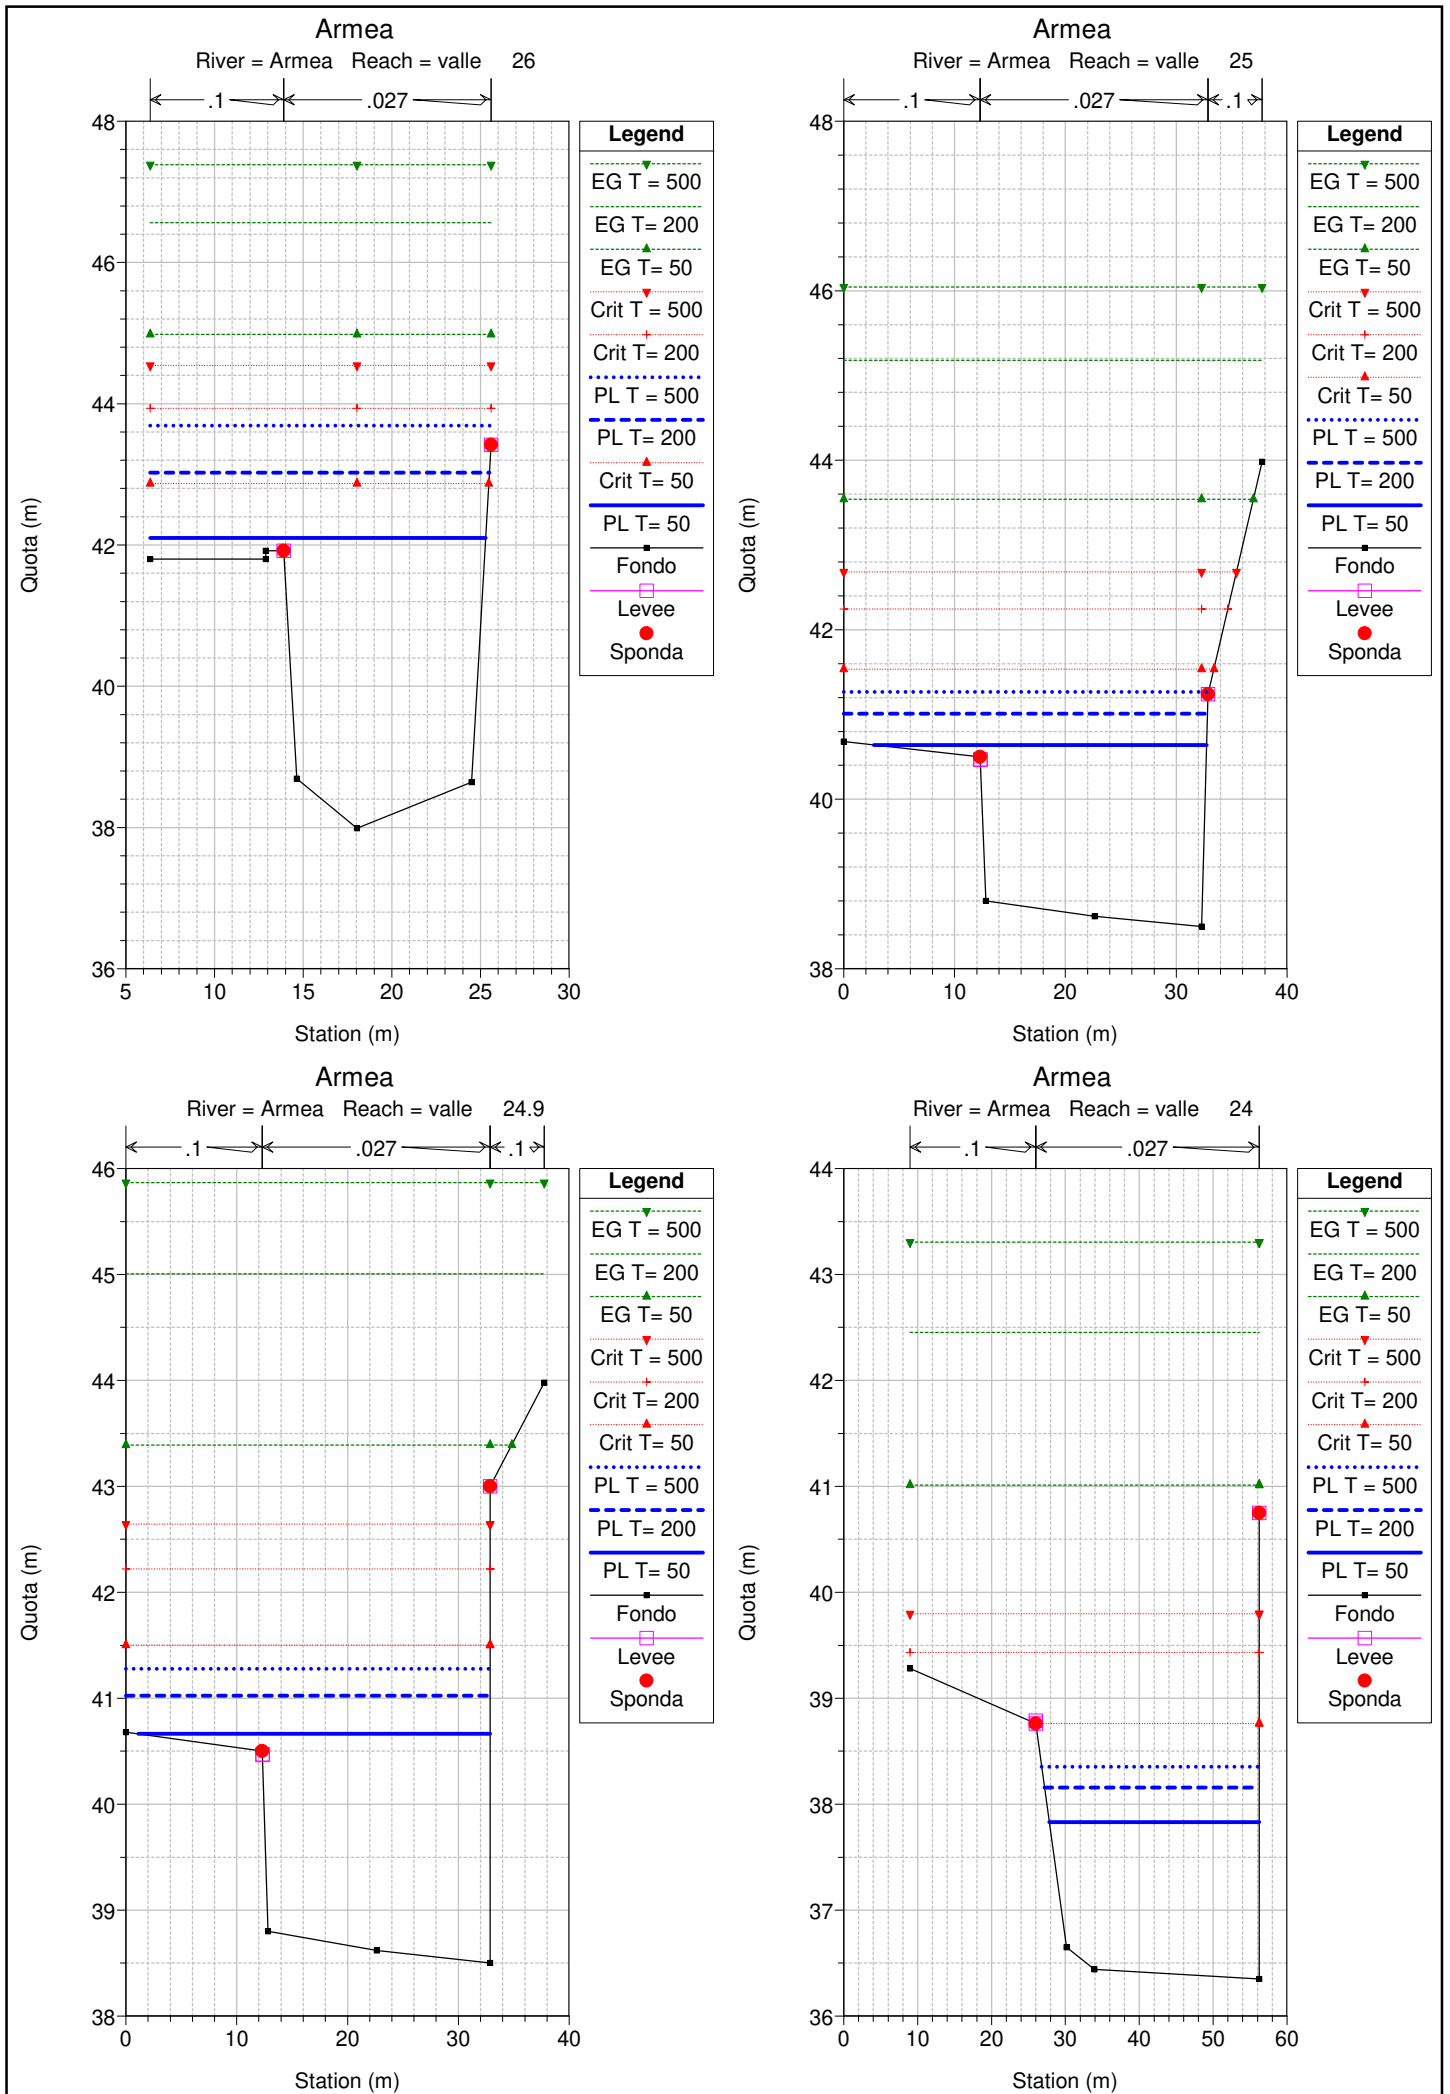 Armea
River = Armea Reach = valle 26
.1 .027
48
46
44
42
40
38
36
5 10 15 20 25 30
Station (m)
Quota (m)
Legend
EG T = 500
EG T= 200
EG T= 50
Crit T = 500
Crit T= 200
PL T = 500
PL T= 200
Crit T= 50
PL T= 50
Fondo
Levee
Sponda
Armea
River = Armea Reach = valle 25
.1 .027 .1
48
46
44
42
40
38
0 10 20 30 40
Station (m)
Quota (m)
Legend
EG T = 500
EG T= 200
EG T= 50
Crit T = 500
Crit T= 200
Crit T= 50
PL T = 500
PL T= 200
PL T= 50
Fondo
Levee
Sponda
Armea
River = Armea Reach = valle 24.9
.1 .027 .1
46
45
44
43
42
41
40
39
38
0 10 20 30 40
Station (m)
Quota (m)
Legend
EG T = 500
EG T= 200
EG T= 50
Crit T = 500
Crit T= 200
Crit T= 50
PL T = 500
PL T= 200
PL T= 50
Fondo
Levee
Sponda
Armea
River = Armea Reach = valle 24
.1 .027
44
43
42
41
40
39
38
37
36
0 10 20 30 40 50 60
Station (m)
Quota (m)
Legend
EG T = 500
EG T= 200
EG T= 50
Crit T = 500
Crit T= 200
Crit T= 50
PL T = 500
PL T= 200
PL T= 50
Fondo
Levee
Sponda